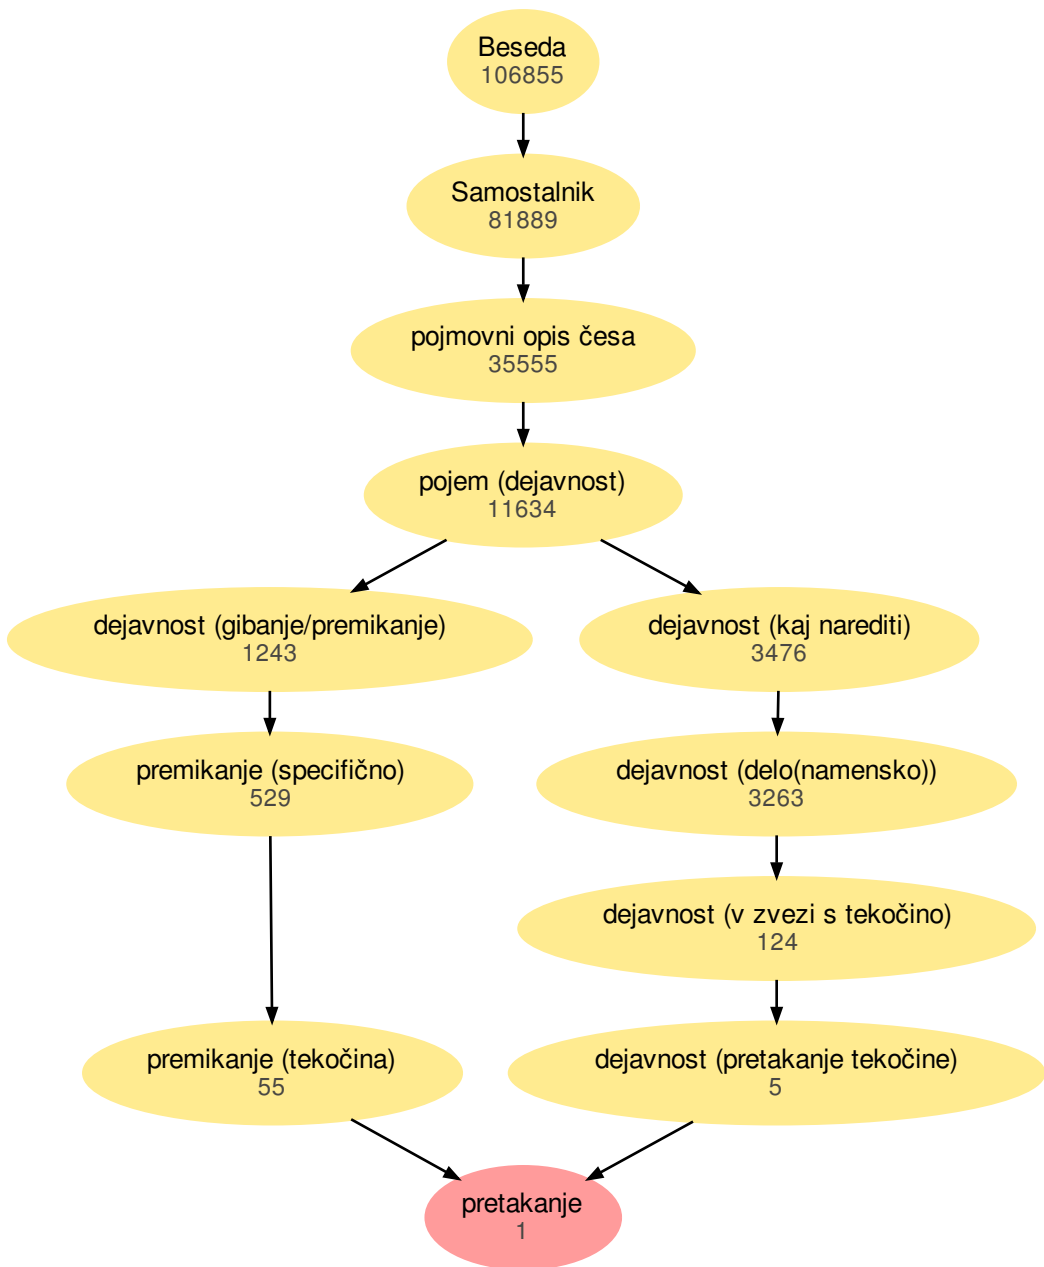 Beseda
106855
Samostalnik
81889
pojmovni opis česa
35555
pojem (dejavnost)
11634
dejavnost (gibanje/premikanje)
1243
dejavnost (kaj narediti)
3476
premikanje (specifično)
529
dejavnost (delo(namensko))
3263
dejavnost (v zvezi s tekočino)
124
premikanje (tekočina)
55
dejavnost (pretakanje tekočine)
5
pretakanje
1